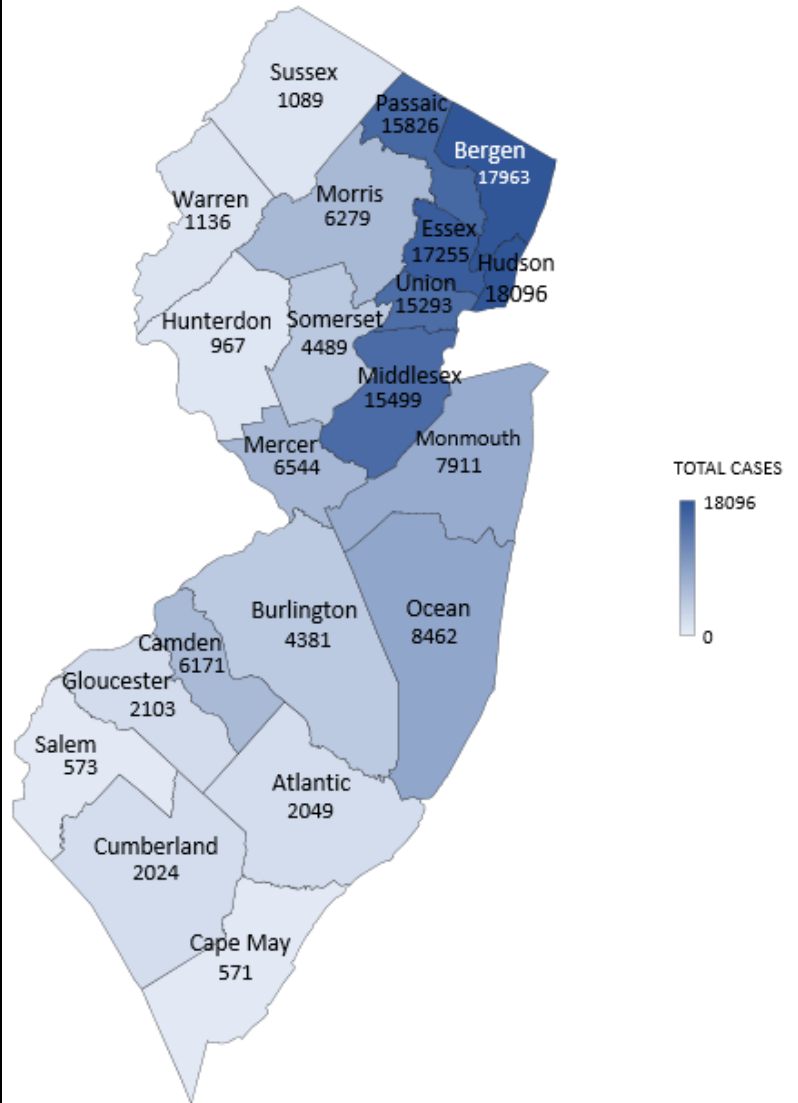 Sussex
1089
Passaic
15826
Bergen
17963
Warren
1136
Morris
6279
Essex
17255
Hudson
18096
Union
15293
Hunterdon
967
Somerset
4489
Middlesex
15499
Mercer
6544
Monmouth
7911
TOTAL CASES
18096
0
Burlington
4381
Ocean
8462
Camden
6171
Gloucester
2103
Salem
573
Atlantic
2049
Cumberland
2024
Cape May
571